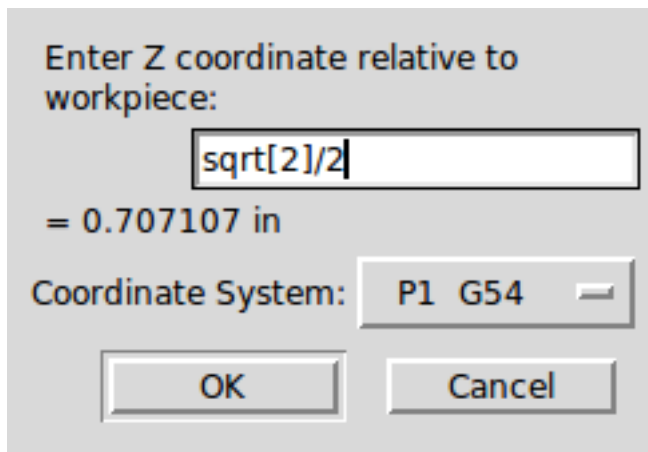 Enter Z coordinate relative to
workpiece:
sqrt[2]/2
= 0.707107 in
Coordinate System: P1 G54
OK Cancel